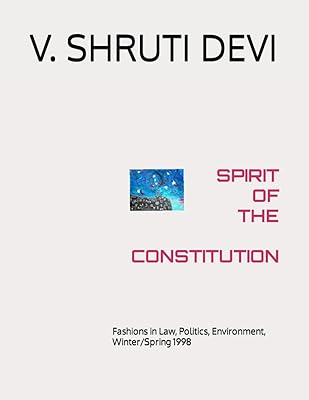 V. SHRUTI DEVI
SPIRIT
OF
THE
CONSTITUTION
Fashions in Law, Politics, Environment,
Winter/Spring 1998